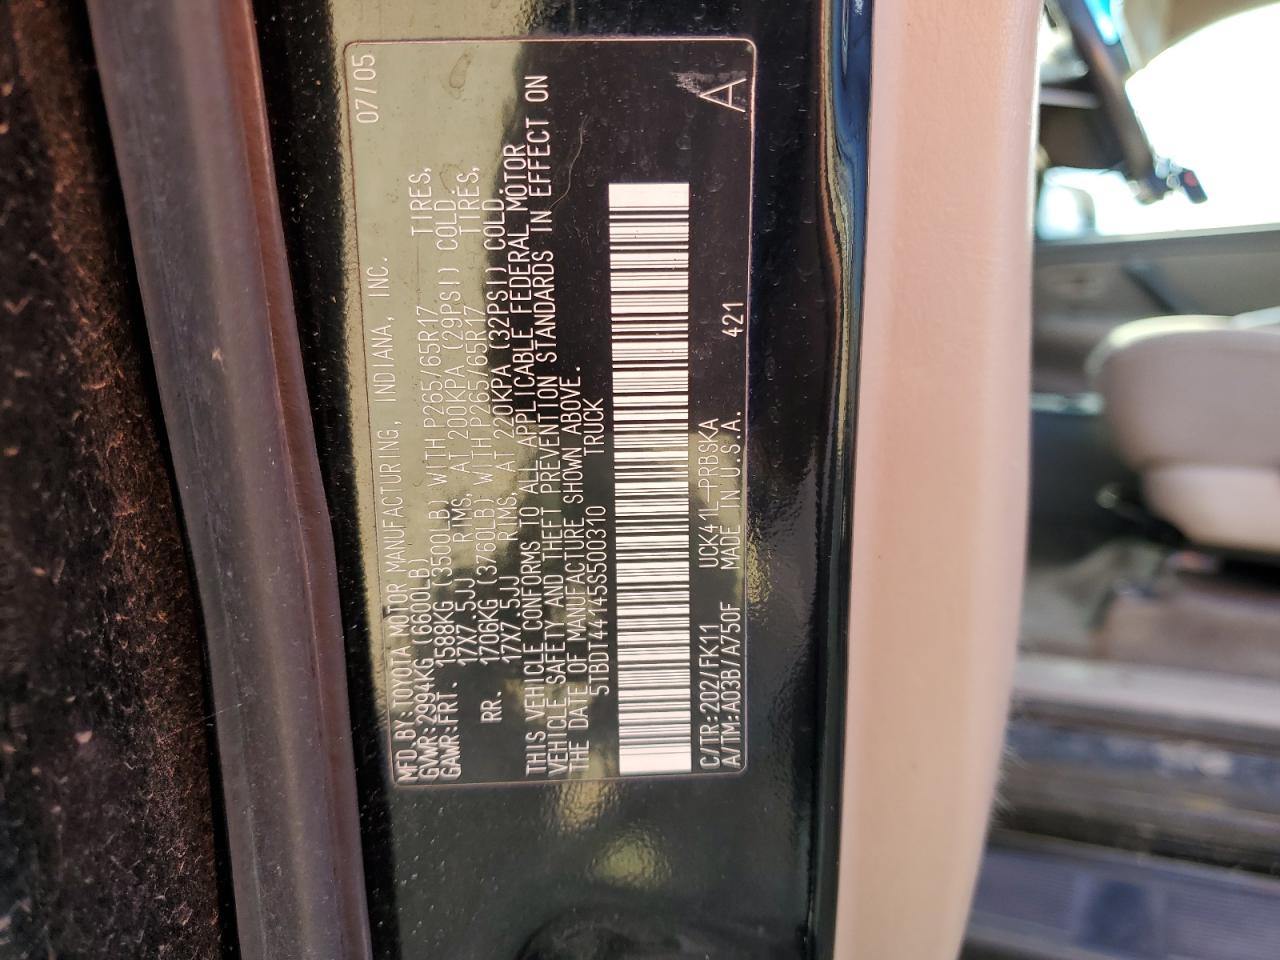 MFD.BY:TOYOTA MOTOR MANUFACTURING, INDIANA, INC. 07/05
GVWR:2994KG (6600LB)
GAWR:FRT. 1588KG (3500LB) WITH P265/65R17 TIRES,
17X7.5JJ RIMS, AT 200KPA (29PSI) COLD.
RR. 1706KG (3760LB) WITH P265/65R17 TIRES,
17X7.5JJ RIMS, AT 220KPA (32PSI) COLD.
THIS VEHICLE CONFORMS TO ALL APPLICABLE FEDERAL MOTOR
VEHICLE SAFETY AND THEFT PREVENTION STANDARDS IN EFFECT ON
THE DATE OF MANUFACTURE SHOWN ABOVE.
5TBDT44145S500310 TRUCK
C/TR:202/FK11 UCK41L-PRBSKA
A/TM:A03B/A750F MADE IN U.S.A. 421 A